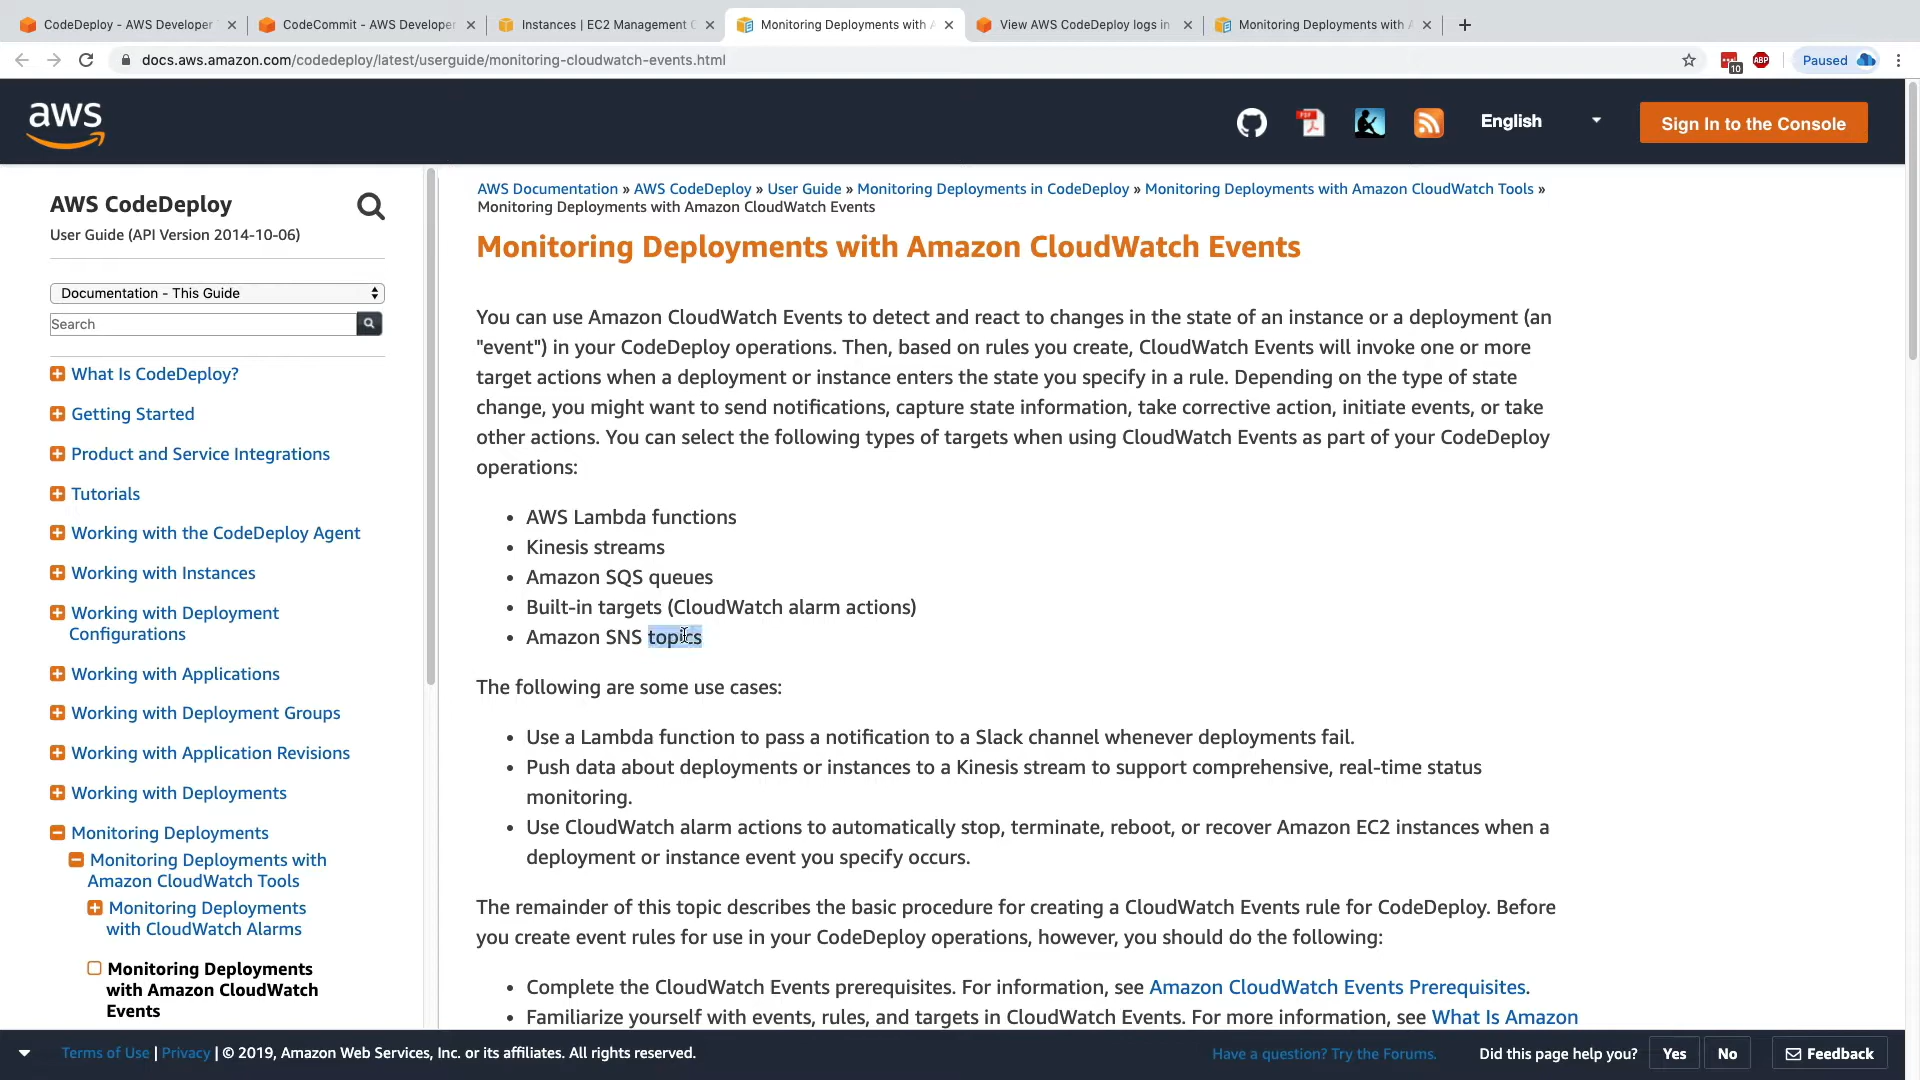 CodeDeploy - AWS Developer
CodeCommit - AWS Developer
Instances | EC2 Management C
Monitoring Deployments with A
View AWS CodeDeploy logs in
Monitoring Deployments with A
docs.aws.amazon.com/codedeploy/latest/userguide/monitoring-cloudwatch-events.html
10
ABP
Paused
aws
PDF
English
Sign In to the Console
AWS CodeDeploy
User Guide (API Version 2014-10-06)
Documentation - This Guide
Search
What Is CodeDeploy?
Getting Started
Product and Service Integrations
Tutorials
Working with the CodeDeploy Agent
Working with Instances
Working with Deployment
Configurations
Working with Applications
Working with Deployment Groups
Working with Application Revisions
Working with Deployments
Monitoring Deployments
Monitoring Deployments with
Amazon CloudWatch Tools
Monitoring Deployments
with CloudWatch Alarms
Monitoring Deployments
with Amazon CloudWatch
Events
AWS Documentation » AWS CodeDeploy » User Guide » Monitoring Deployments in CodeDeploy » Monitoring Deployments with Amazon CloudWatch Tools »
Monitoring Deployments with Amazon CloudWatch Events
Monitoring Deployments with Amazon CloudWatch Events
You can use Amazon CloudWatch Events to detect and react to changes in the state of an instance or a deployment (an
"event") in your CodeDeploy operations. Then, based on rules you create, CloudWatch Events will invoke one or more
target actions when a deployment or instance enters the state you specify in a rule. Depending on the type of state
change, you might want to send notifications, capture state information, take corrective action, initiate events, or take
other actions. You can select the following types of targets when using CloudWatch Events as part of your CodeDeploy
operations:
• AWS Lambda functions
• Kinesis streams
• Amazon SQS queues
• Built-in targets (CloudWatch alarm actions)
• Amazon SNS topics
The following are some use cases:
• Use a Lambda function to pass a notification to a Slack channel whenever deployments fail.
• Push data about deployments or instances to a Kinesis stream to support comprehensive, real-time status
monitoring.
• Use CloudWatch alarm actions to automatically stop, terminate, reboot, or recover Amazon EC2 instances when a
deployment or instance event you specify occurs.
The remainder of this topic describes the basic procedure for creating a CloudWatch Events rule for CodeDeploy. Before
you create event rules for use in your CodeDeploy operations, however, you should do the following:
• Complete the CloudWatch Events prerequisites. For information, see Amazon CloudWatch Events Prerequisites.
• Familiarize yourself with events, rules, and targets in CloudWatch Events. For more information, see What Is Amazon
Terms of Use | Privacy | © 2019, Amazon Web Services, Inc. or its affiliates. All rights reserved.
Have a question? Try the Forums.
Did this page help you?
Yes
No
Feedback